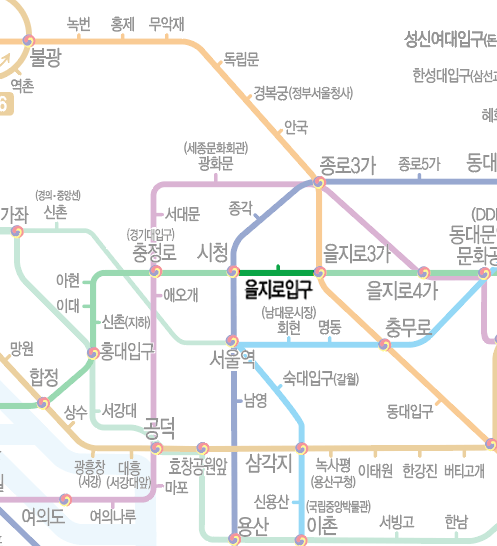 녹번 홍제 무악재
불광
독립문
성신여대입구(돈
역촌
한성대입구(삼선교
6
경복궁(정부서울청사)
혜화
안국
(세종문화회관)
광화문
종로3가
종로5가
동대
(경의·중앙선)
신촌
가좌
서대문
종각
(DDP
동대문
문화공
(경기대입구)
충정로
시청
을지로3가
을지로입구
을지로4가
아현
이대
애오개
신촌(지하)
(남대문시장)
회현
명동
충무로
망원
홍대입구
서울역
합정
숙대입구(갈월)
상수
서강대
남영
동대입구
공덕
광흥창
(서강)
대흥
(서강대앞)
효창공원앞
삼각지
녹사평
(용산구청)
이태원
한강진
버티고개
마포
여의도
여의나루
신용산
(국립중앙박물관)
이촌
용산
서빙고
한남